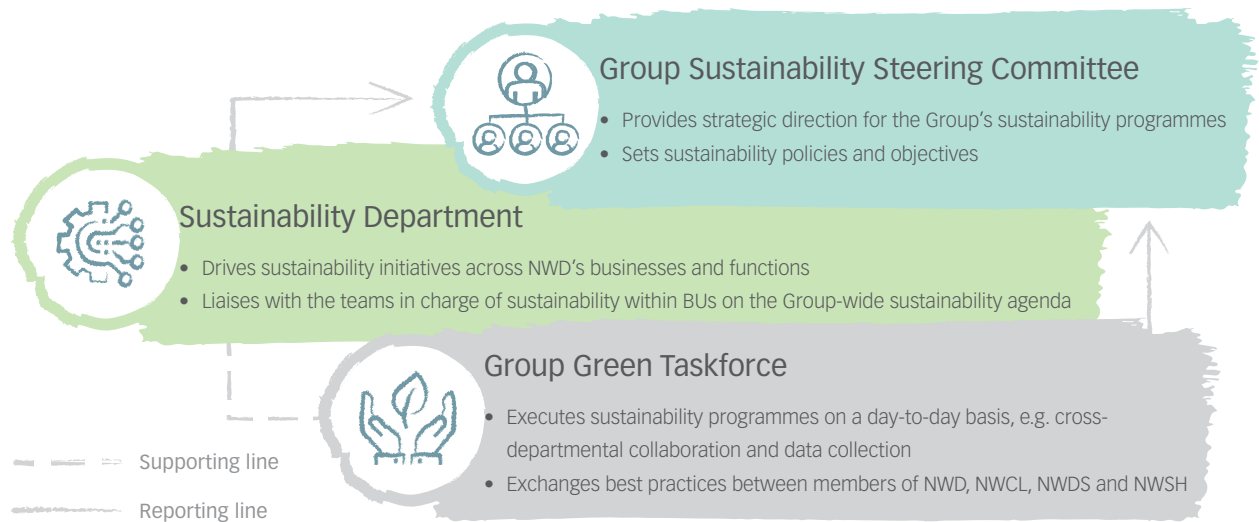 Group Sustainability Steering Committee
• Provides strategic direction for the Group's sustainability programmes
• Sets sustainability policies and objectives
Sustainability Department
• Drives sustainability initiatives across NWD's businesses and functions
• Liaises with the teams in charge of sustainability within BUs on the Group-wide sustainability agenda
Group Green Taskforce
• Executes sustainability programmes on a day-to-day basis, e.g. cross-
departmental collaboration and data collection
• Exchanges best practices between members of NWD, NWCL, NWDS and NWSH
Supporting line
Reporting line